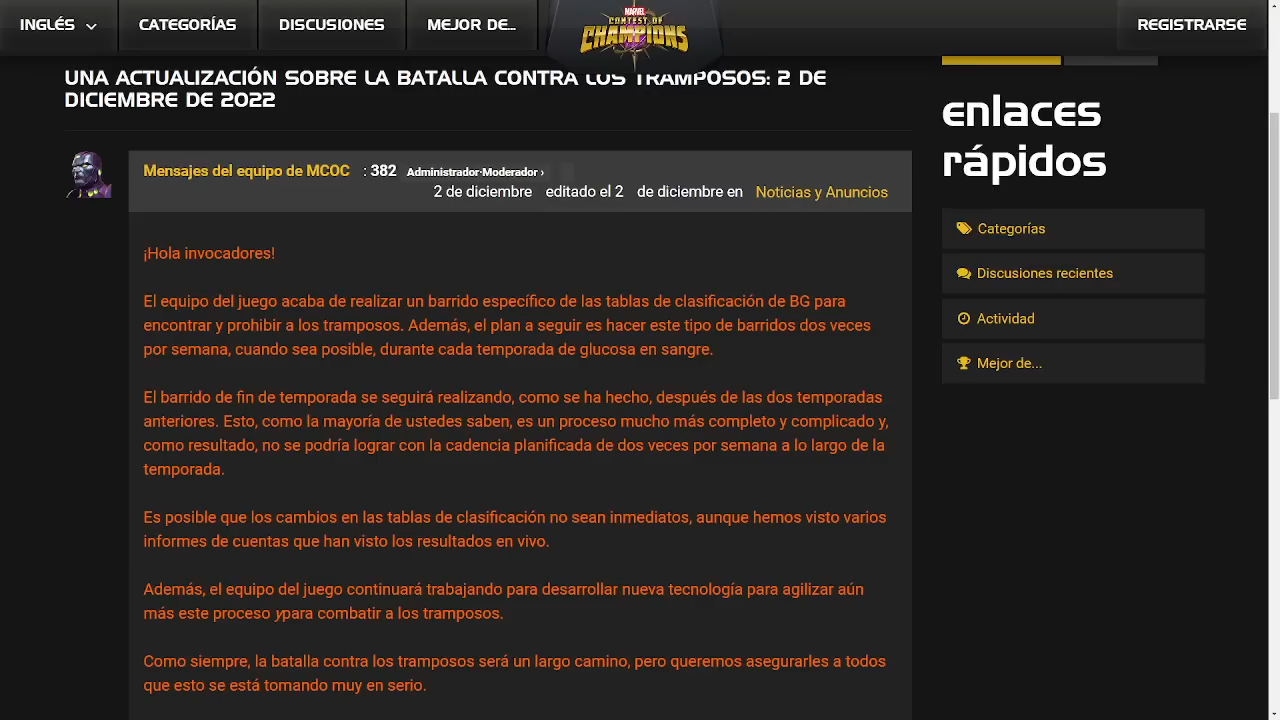 INGLÉS
CATEGORÍAS
DISCUSIONES
MEJOR DE...
MARVEL
CONTEST OF
CHAMPIONS
REGISTRARSE
UNA ACTUALIZACIÓN SOBRE LA BATALLA CONTRA LOS TRAMPOSOS: 2 DE
DICIEMBRE DE 2022
Mensajes del equipo de MCOC : 382 Administrador·Moderador ›
2 de diciembre editado el 2 de diciembre en Noticias y Anuncios
¡Hola invocadores!
El equipo del juego acaba de realizar un barrido específico de las tablas de clasificación de BG para
encontrar y prohibir a los tramposos. Además, el plan a seguir es hacer este tipo de barridos dos veces
por semana, cuando sea posible, durante cada temporada de glucosa en sangre.
El barrido de fin de temporada se seguirá realizando, como se ha hecho, después de las dos temporadas
anteriores. Esto, como la mayoría de ustedes saben, es un proceso mucho más completo y complicado y,
como resultado, no se podría lograr con la cadencia planificada de dos veces por semana a lo largo de la
temporada.
Es posible que los cambios en las tablas de clasificación no sean inmediatos, aunque hemos visto varios
informes de cuentas que han visto los resultados en vivo.
Además, el equipo del juego continuará trabajando para desarrollar nueva tecnología para agilizar aún
más este proceso ypara combatir a los tramposos.
Como siempre, la batalla contra los tramposos será un largo camino, pero queremos asegurarles a todos
que esto se está tomando muy en serio.
enlaces
rápidos
Categorías
Discusiones recientes
Actividad
Mejor de...